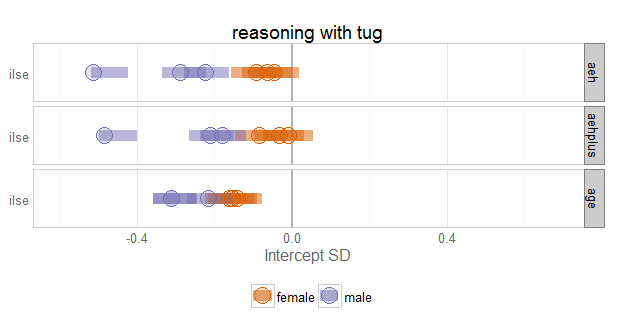 reasoning with tug
ilse
aeh
ilse
aehplus
ilse
age
-0.4 0.0 0.4
Intercept SD
female male